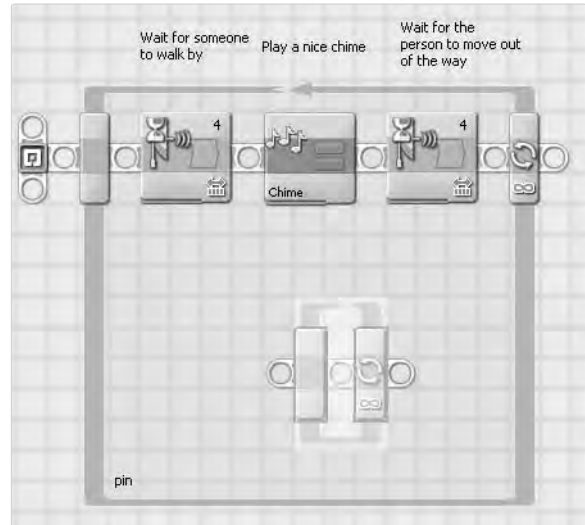 Wait for someone
to walk by
Play a nice chime
Wait for the
person to move out
of the way
4
4
Chime
pin